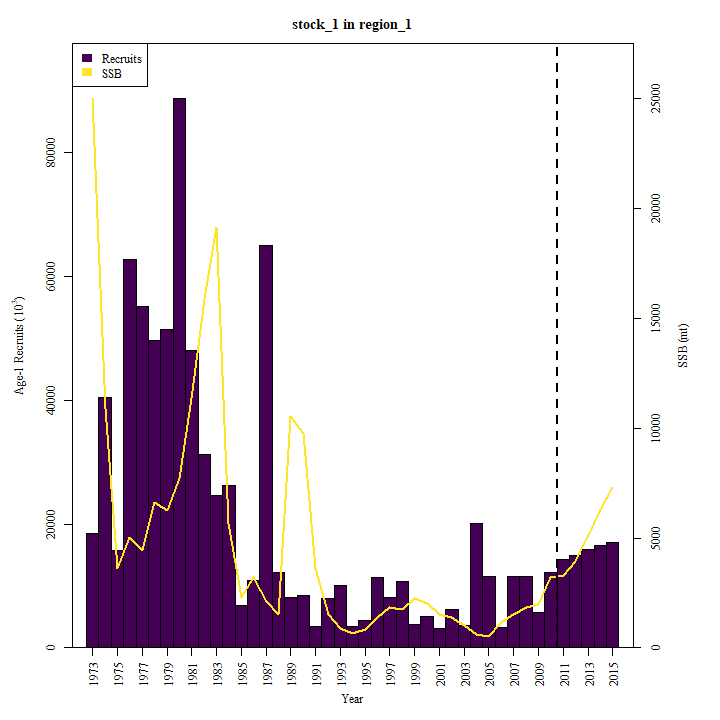 stock_1 in region_1
Recruits
SSB
Age-1 Recruits (10³)
0
20000
40000
60000
80000
SSB (mt)
0
5000
10000
15000
20000
25000
1973 1975 1977 1979 1981 1983 1985 1987 1989 1991 1993 1995 1997 1999 2001 2003 2005 2007 2009 2011 2013 2015
Year